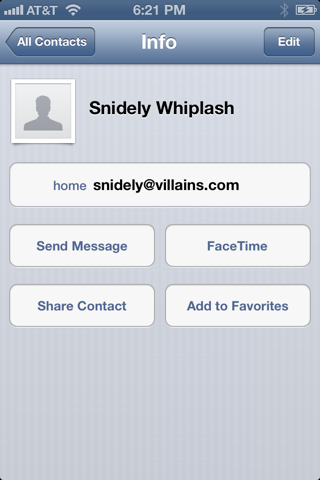 AT&T 6:21 PM
All Contacts Info Edit
Snidely Whiplash
home snidely@villains.com
Send Message FaceTime
Share Contact Add to Favorites